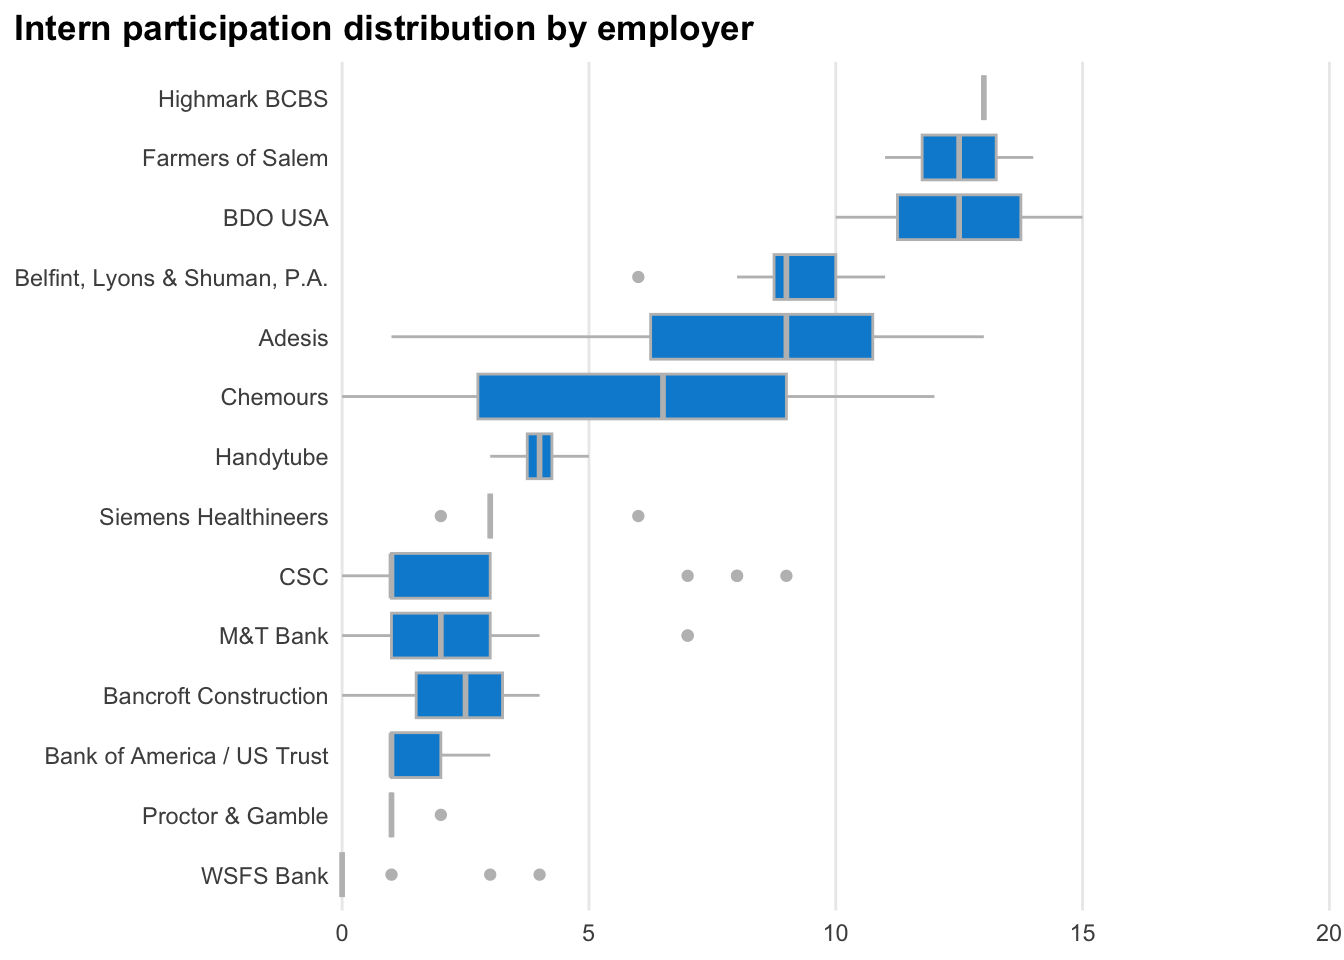 Intern participation distribution by employer
Highmark BCBS
Farmers of Salem
BDO USA
Belfint, Lyons & Shuman, P.A.
Adesis
Chemours
Handytube
Siemens Healthineers
CSC
M&T Bank
Bancroft Construction
Bank of America / US Trust
Proctor & Gamble
WSFS Bank
0 5 10 15 20